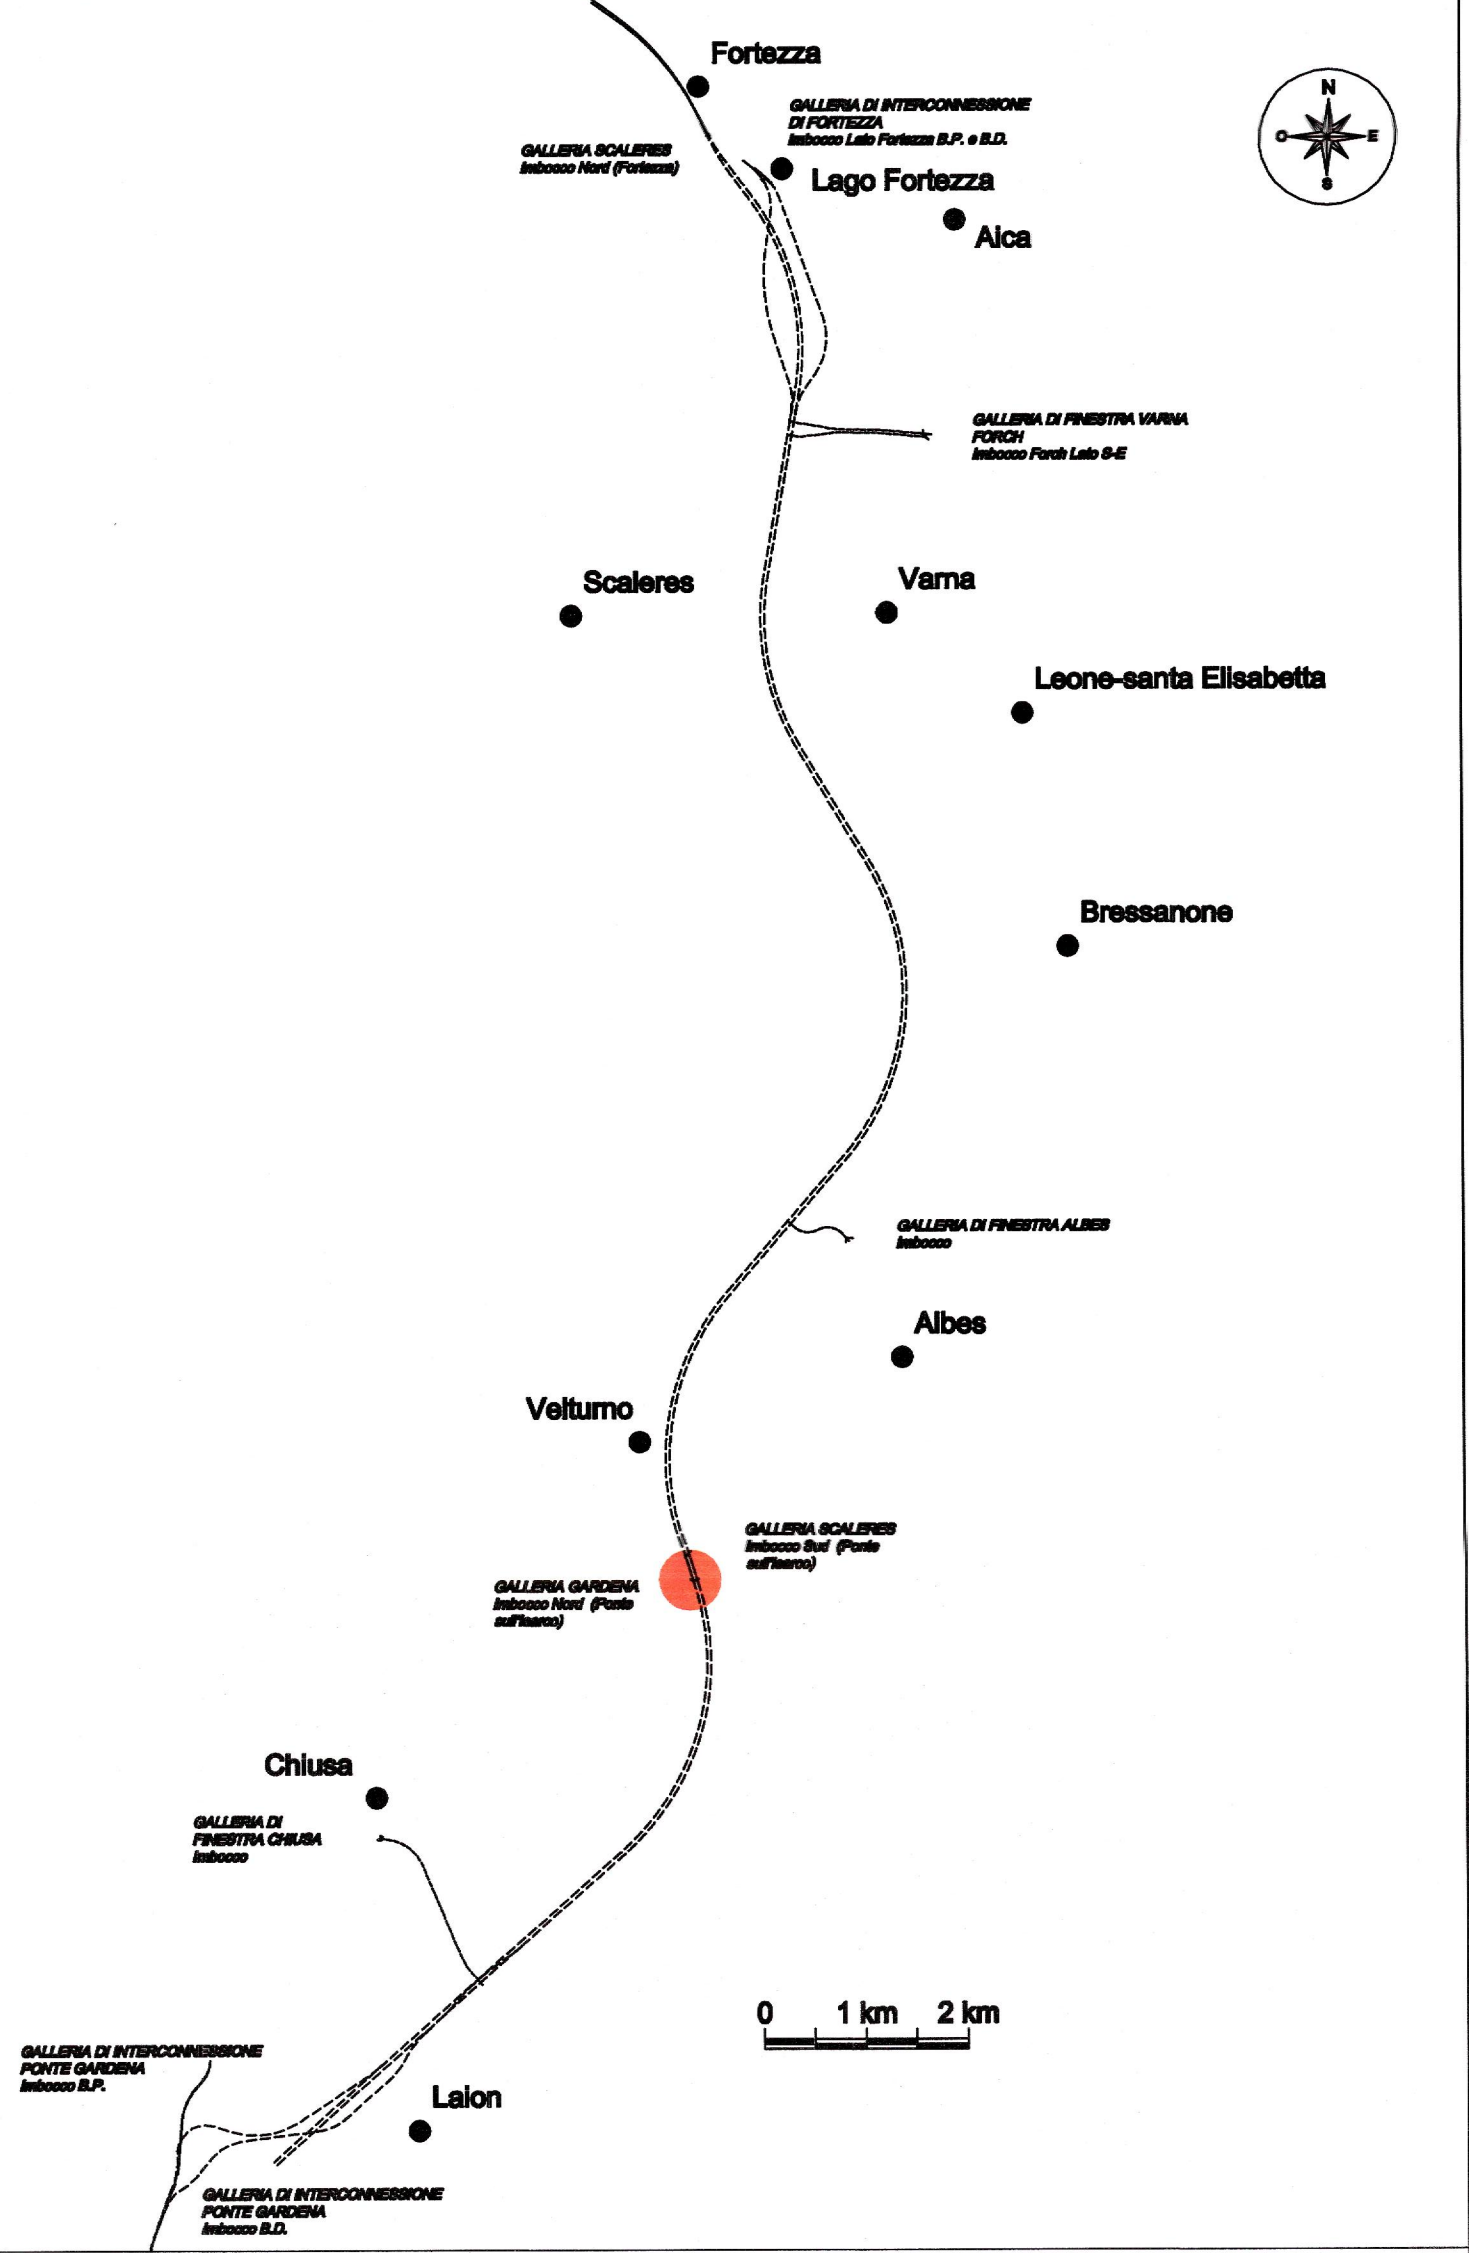 Fortezza
N
O
E
S
GALLERIA DI INTERCONNESSIONE
DI FORTEZZA
Imbocco Lato Fortezza B.P. e B.D.
GALLERIA SCALERES
Imbocco Nord (Fortezza)
Lago Fortezza
Aica
GALLERIA DI FINESTRA VARNA
FORCH
Imbocco Forch Lato S-E
Scaleres
Varna
Leone-santa Elisabetta
Bressanone
GALLERIA DI FINESTRA ALBES
Imbocco
Albes
Velturno
GALLERIA SCALERES
Imbocco Sud (Ponte
sull'Isarco)
GALLERIA GARDENA
Imbocco Nord (Ponte
sull'Isarco)
Chiusa
GALLERIA DI
FINESTRA CHIUSA
Imbocco
0 1 km 2 km
GALLERIA DI INTERCONNESSIONE
PONTE GARDENA
Imbocco B.P.
Laion
GALLERIA DI INTERCONNESSIONE
PONTE GARDENA
Imbocco B.D.